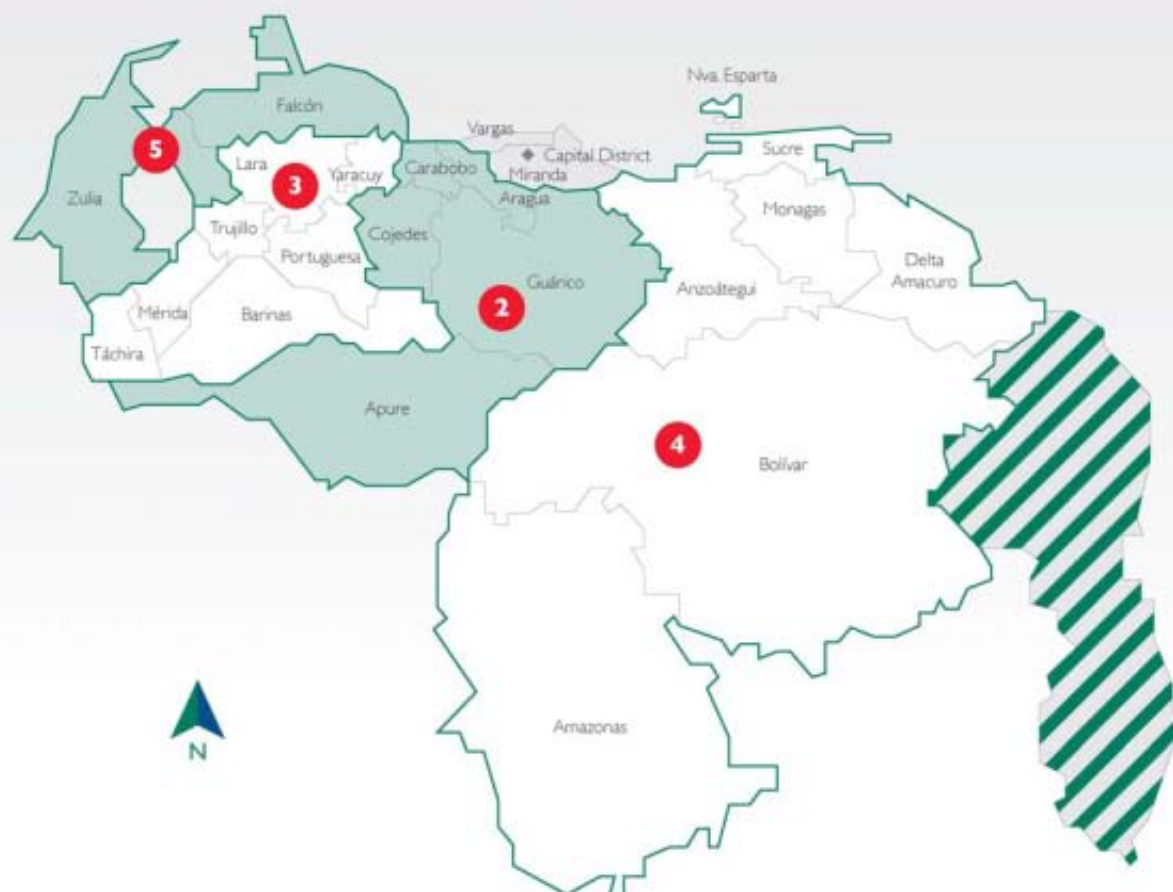 Nva. Esparta
Falcón
Vargas
Capital District
5
Lara
Yaracuy
Carabobo
Miranda
Sucre
3
Zulia
Aragua
Monagas
Trujillo
Cojedes
Portuguesa
Delta
Amacuro
Guárico
Anzoátegui
2
Mérida
Barinas
Táchira
Apure
4
Bolívar
Amazonas
N